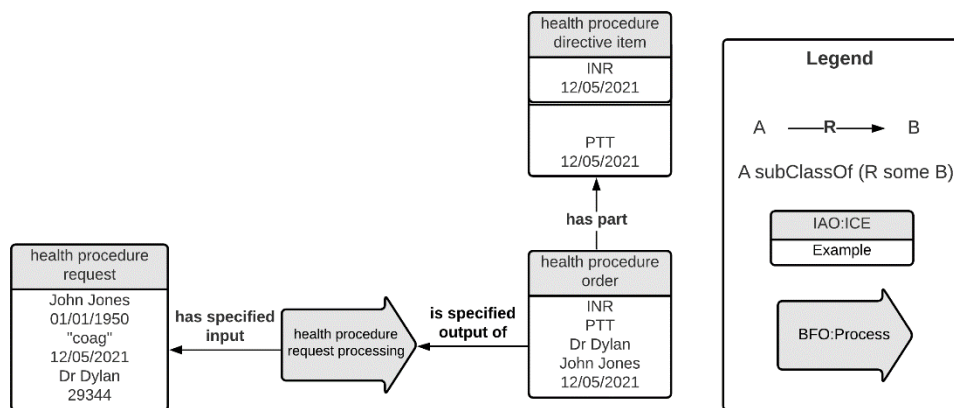 health procedure
directive item
INR
12/05/2021
PTT
12/05/2021
has part
health procedure
request
John Jones
01/01/1950
"coag"
12/05/2021
Dr Dylan
29344
has specified
input
health procedure
request processing
is specified
output of
health procedure
order
INR
PTT
Dr Dylan
John Jones
12/05/2021
Legend
A R B
A subClassOf (R some B)
IAO:ICE
Example
BFO:Process